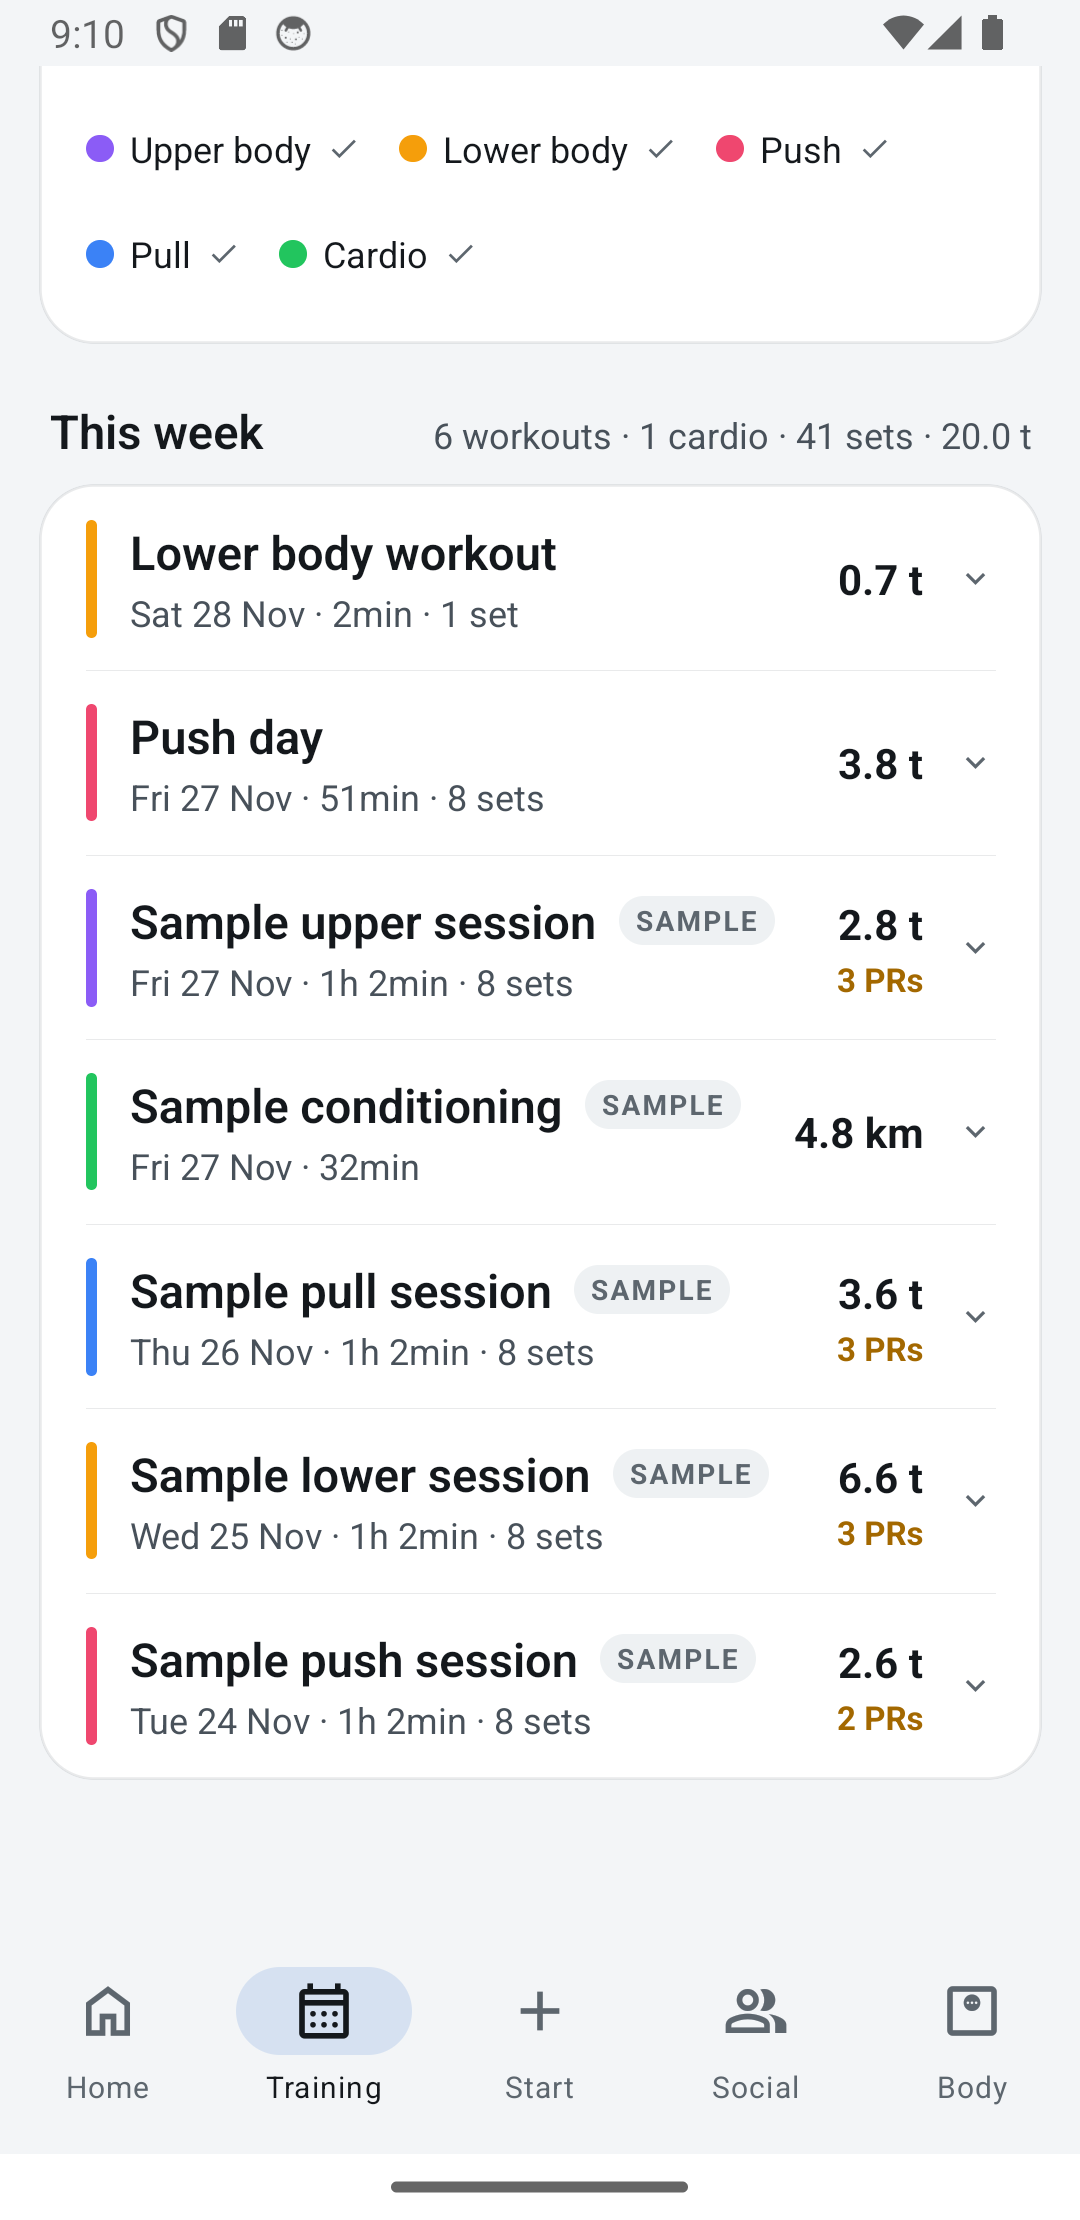 9:10
Upper body
Lower body
Push
Pull
Cardio
This week
6 workouts · 1 cardio · 41 sets · 20.0 t
Lower body workout
Sat 28 Nov · 2min · 1 set
0.7 t
Push day
Fri 27 Nov · 51min · 8 sets
3.8 t
Sample upper session SAMPLE
Fri 27 Nov · 1h 2min · 8 sets
2.8 t
3 PRs
Sample conditioning SAMPLE
Fri 27 Nov · 32min
4.8 km
Sample pull session SAMPLE
Thu 26 Nov · 1h 2min · 8 sets
3.6 t
3 PRs
Sample lower session SAMPLE
Wed 25 Nov · 1h 2min · 8 sets
6.6 t
3 PRs
Sample push session SAMPLE
Tue 24 Nov · 1h 2min · 8 sets
2.6 t
2 PRs
Home
Training
Start
Social
Body